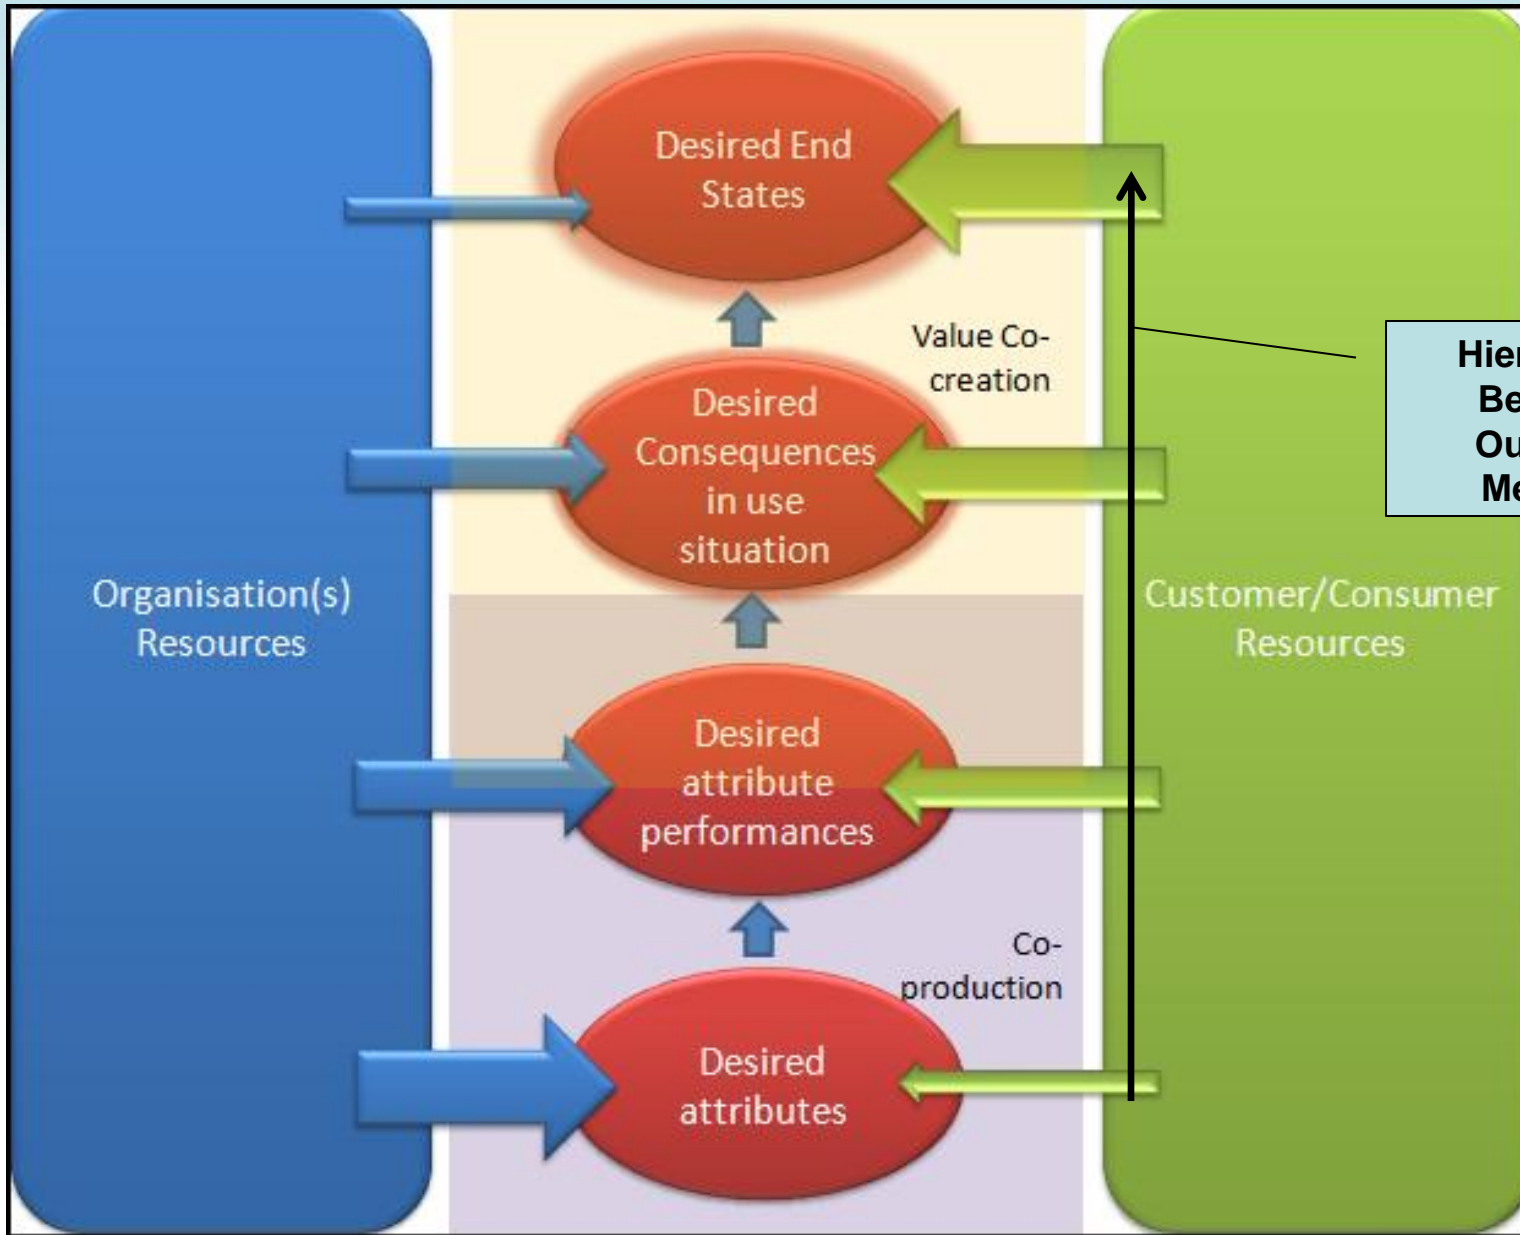 Desired End
States
Value Co-
creation
Desired
Consequences
in use
situation
Organisation(s)
Resources
Customer/Consumer
Resources
Desired
attribute
performances
Co-
production
Desired
attributes